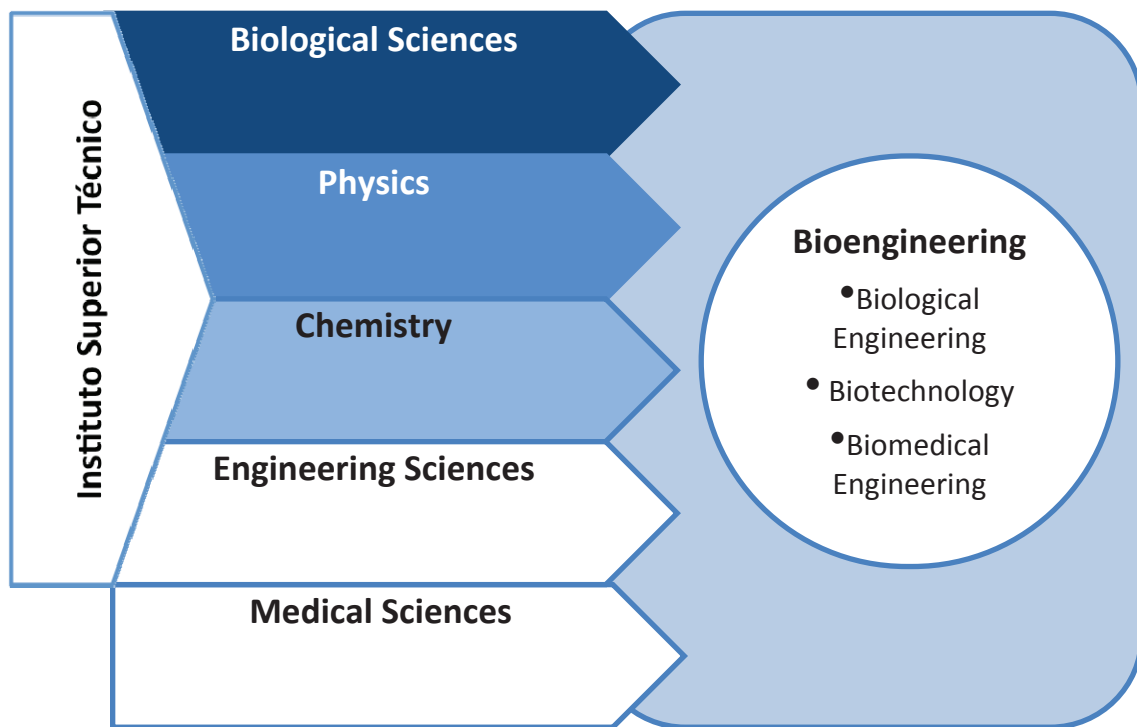 Instituto Superior Técnico
Biological Sciences
Physics
Chemistry
Engineering Sciences
Medical Sciences
Bioengineering
•Biological
Engineering
• Biotechnology
•Biomedical
Engineering